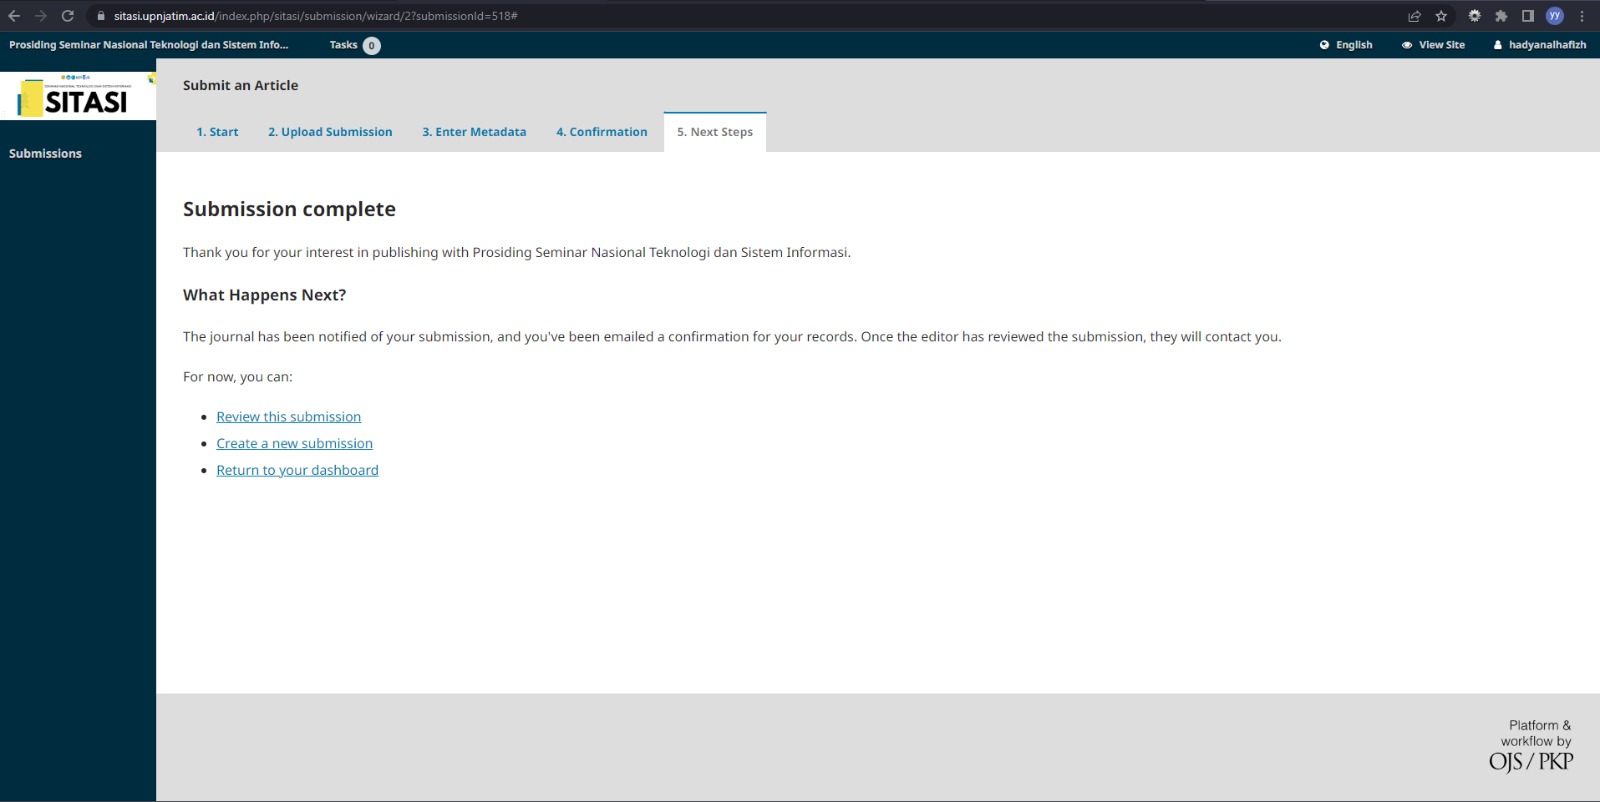 sitasi.upnjatim.ac.id/index.php/sitasi/submission/wizard/2?submissionId=518#
yy
Prosiding Seminar Nasional Teknologi dan Sistem Info...
Tasks 0
English
View Site
hadyanalhafizh
SITASI
Submissions
Submit an Article
1. Start
2. Upload Submission
3. Enter Metadata
4. Confirmation
5. Next Steps
Submission complete
Thank you for your interest in publishing with Prosiding Seminar Nasional Teknologi dan Sistem Informasi.
What Happens Next?
The journal has been notified of your submission, and you've been emailed a confirmation for your records. Once the editor has reviewed the submission, they will contact you.
For now, you can:
Review this submission
Create a new submission
Return to your dashboard
Platform &
workflow by
OJS / PKP